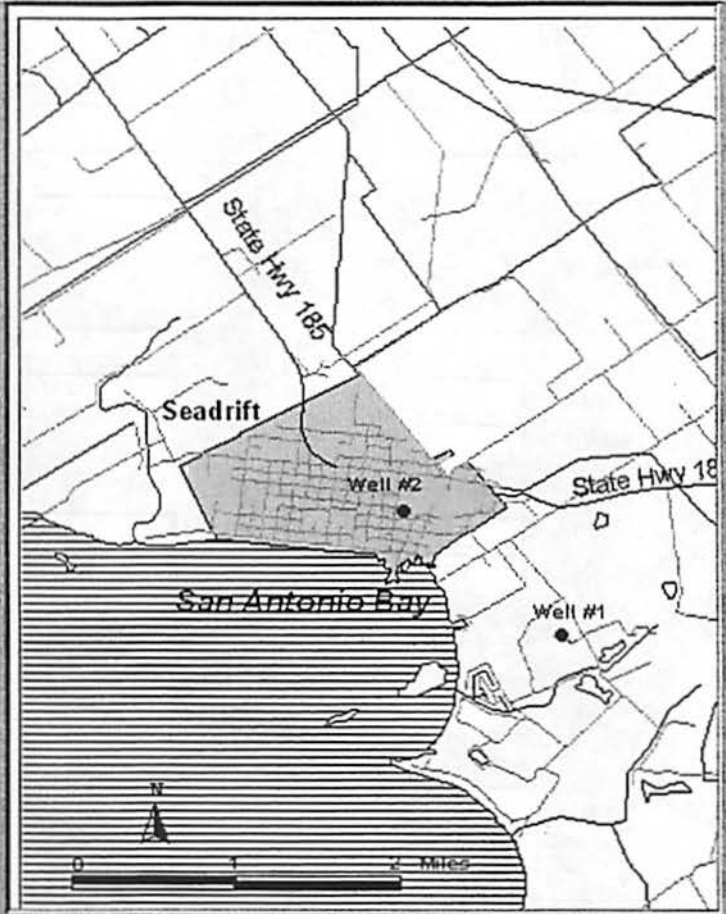 State Hwy 185
Seadrift
Well #2
State Hwy 18
San Antonio Bay
Well #1
N
0 1 2 Miles